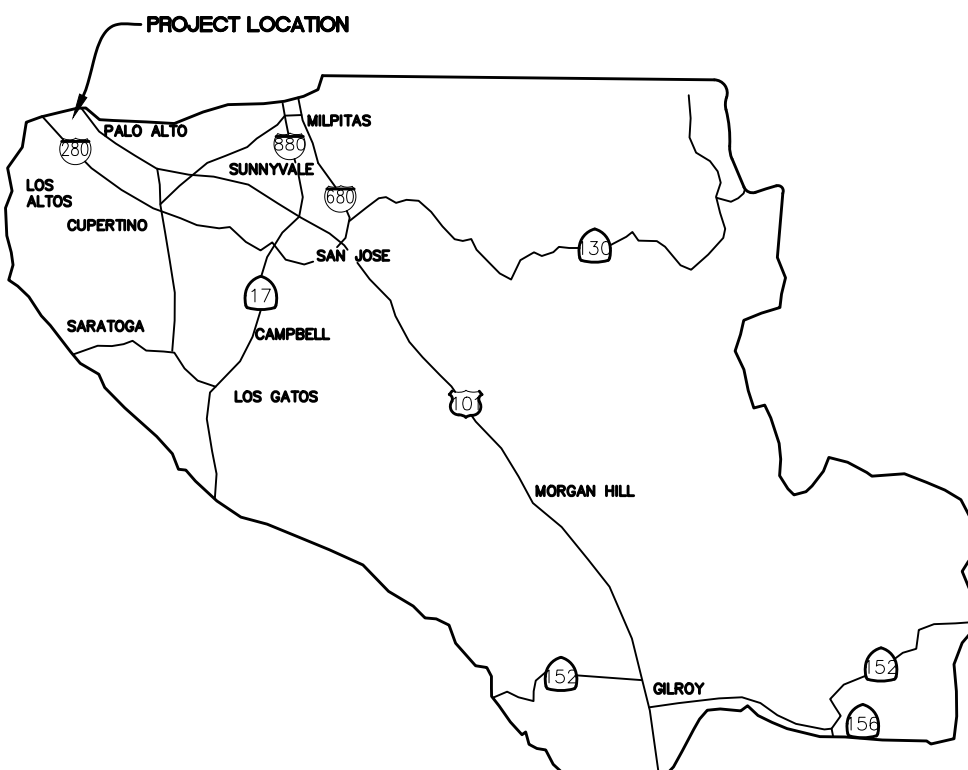 PROJECT LOCATION
MILPITAS
PALO ALTO
880
280
SUNNYVALE
LOS
ALTOS
680
CUPERTINO
130
SAN JOSE
17
SARATOGA
CAMPBELL
LOS GATOS
101
MORGAN HILL
152
152
GILROY
156